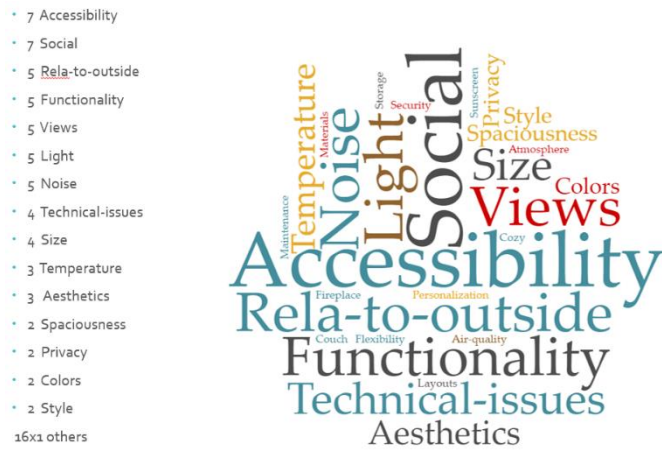 • 7 Accessibility
• 7 Social
• 5 Rela-to-outside
• 5 Functionality
• 5 Views
• 5 Light
• 5 Noise
• 4 Technical-issues
• 4 Size
• 3 Temperature
• 3 Aesthetics
• 2 Spaciousness
• 2 Privacy
• 2 Colors
• 2 Style
16x1 others
Maintenance
Temperature
Materials
Noise
Storage
Security
Light
Social
Sunscreen
Privacy
Style
Spaciousness
Atmosphere
Size
Colors
Views
Cozy
Accessibility
Fireplace
Personalization
Rela-to-outside
Couch
Flexibility
Air-quality
Functionality
Layouts
Technical-issues
Aesthetics